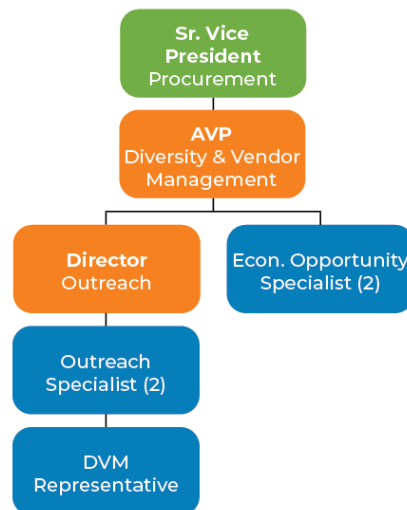 Sr. Vice
President
Procurement
AVP
Diversity & Vendor
Management
Director
Outreach
Econ. Opportunity
Specialist (2)
Outreach
Specialist (2)
DVM
Representative